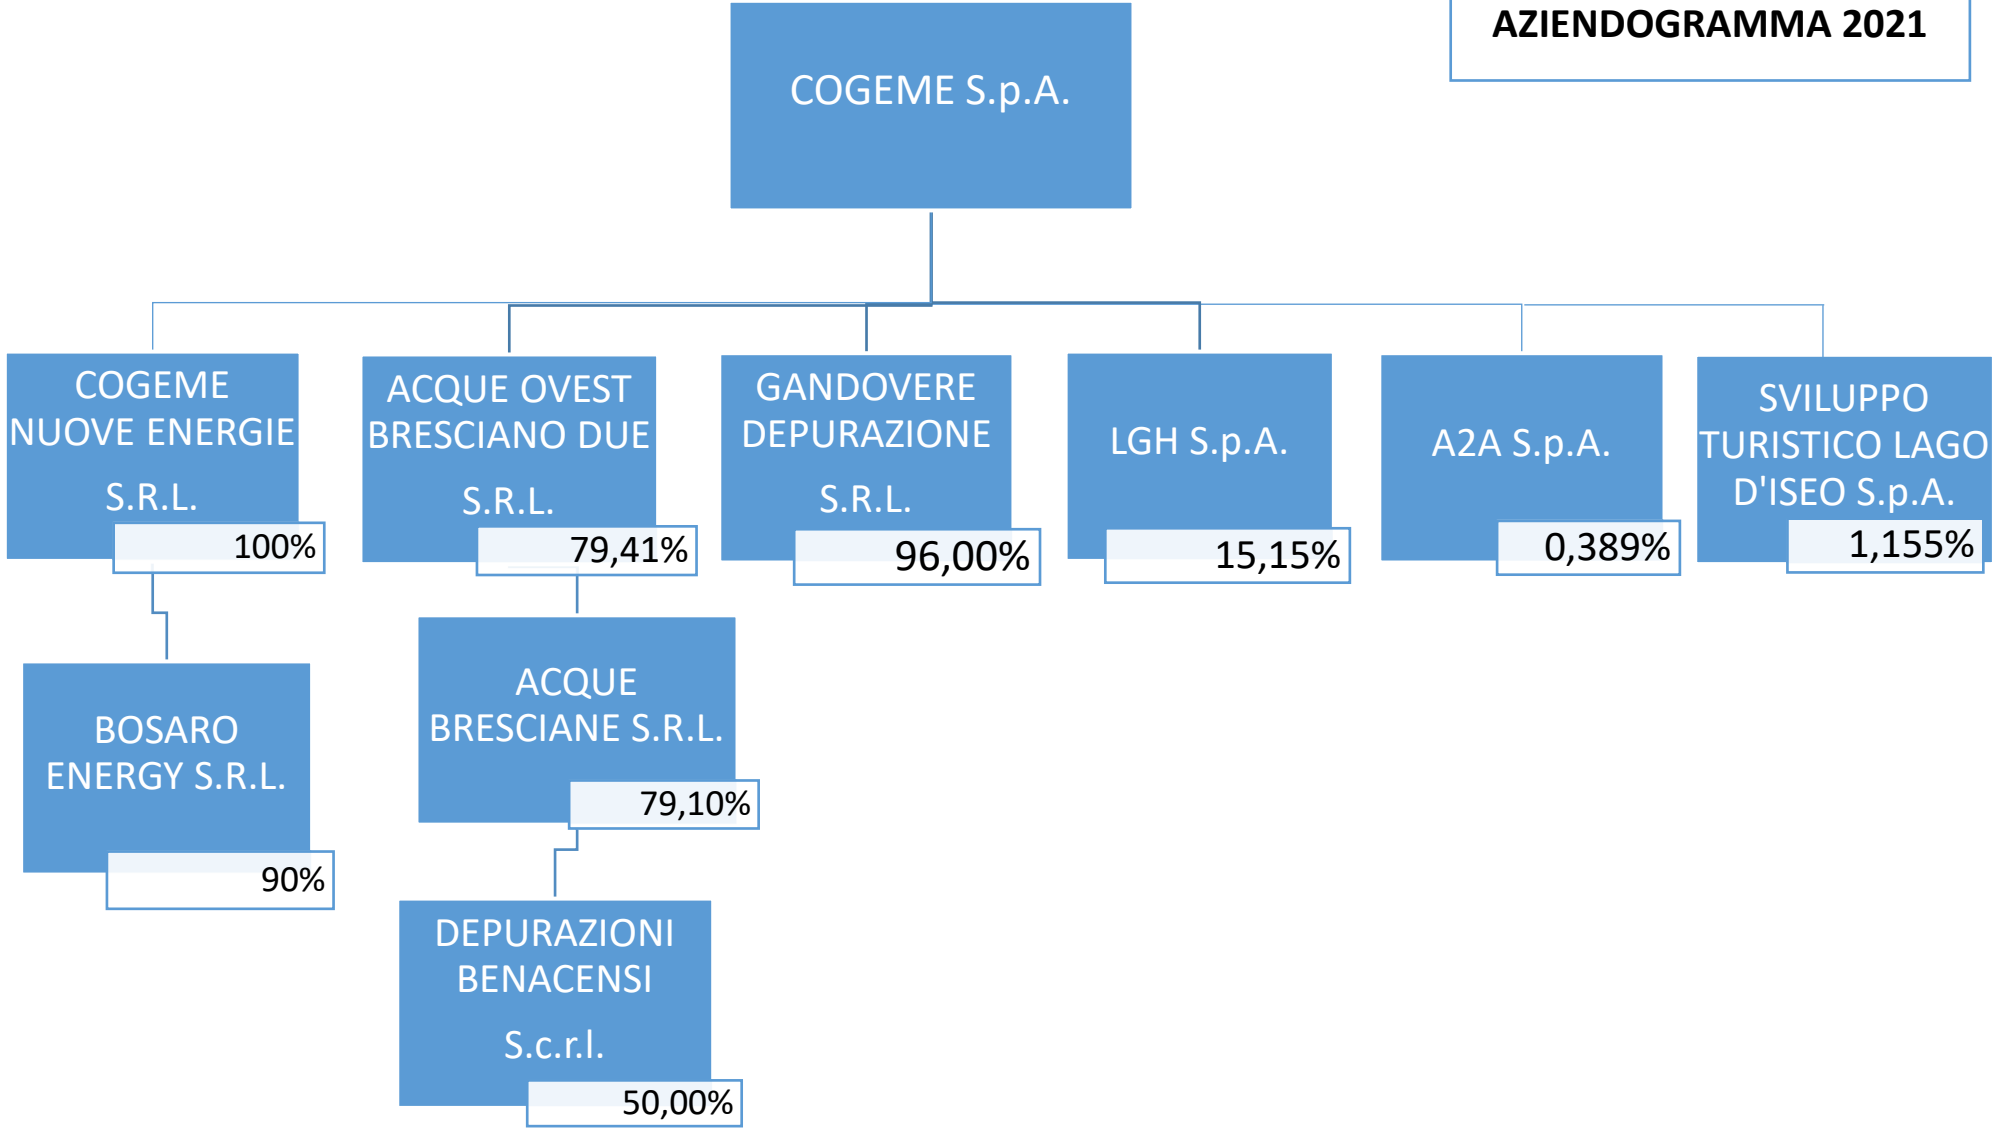 AZIENDOGRAMMA 2021
COGEME S.p.A.
COGEME
NUOVE ENERGIE
S.R.L.
100%
ACQUE OVEST
BRESCIANO DUE
S.R.L.
79,41%
GANDOVERE
DEPURAZIONE
S.R.L.
96,00%
LGH S.p.A.
15,15%
A2A S.p.A.
0,389%
SVILUPPO
TURISTICO LAGO
D'ISEO S.p.A.
1,155%
BOSARO
ENERGY S.R.L.
90%
ACQUE
BRESCIANE S.R.L.
79,10%
DEPURAZIONI
BENACENSI
S.c.r.l.
50,00%